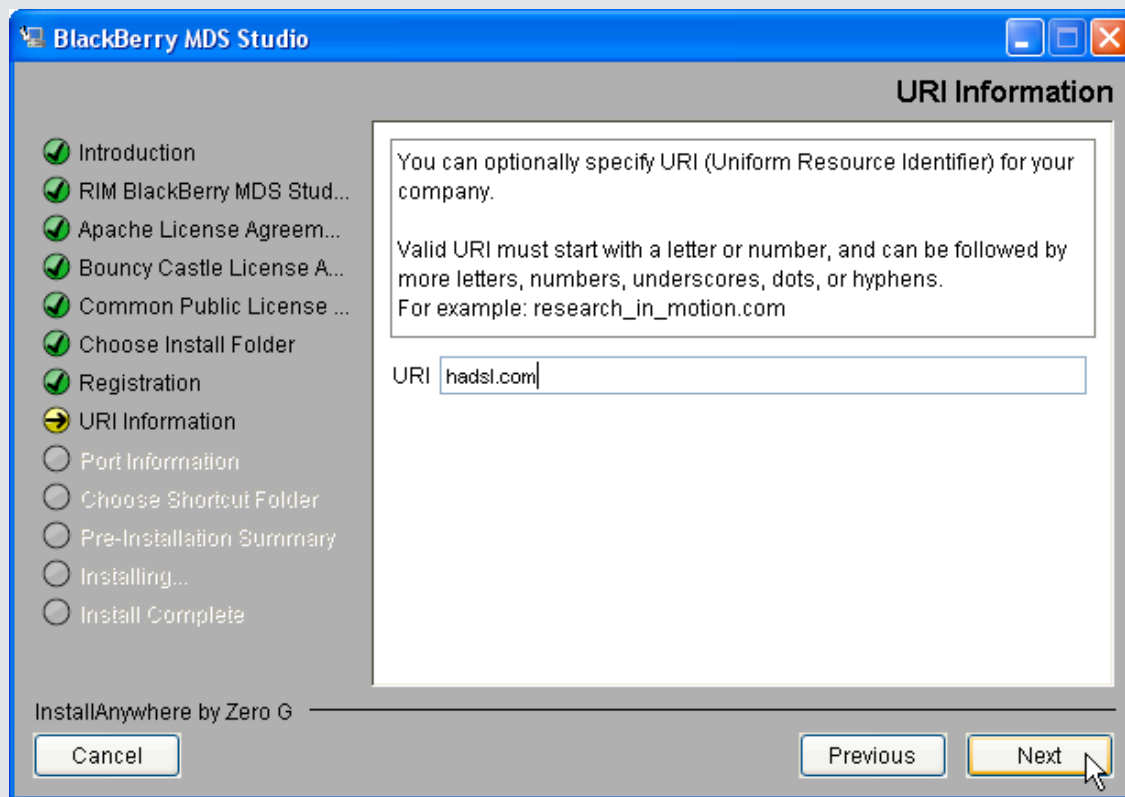 BlackBerry MDS Studio
URI Information
Introduction
RIM BlackBerry MDS Stud...
Apache License Agreem...
Bouncy Castle License A...
Common Public License ...
Choose Install Folder
Registration
URI Information
Port Information
Choose Shortcut Folder
Pre-Installation Summary
Installing...
Install Complete
You can optionally specify URI (Uniform Resource Identifier) for your
company.
Valid URI must start with a letter or number, and can be followed by
more letters, numbers, underscores, dots, or hyphens.
For example: research_in_motion.com
URI hadsl.com
InstallAnywhere by Zero G
Cancel Previous Next